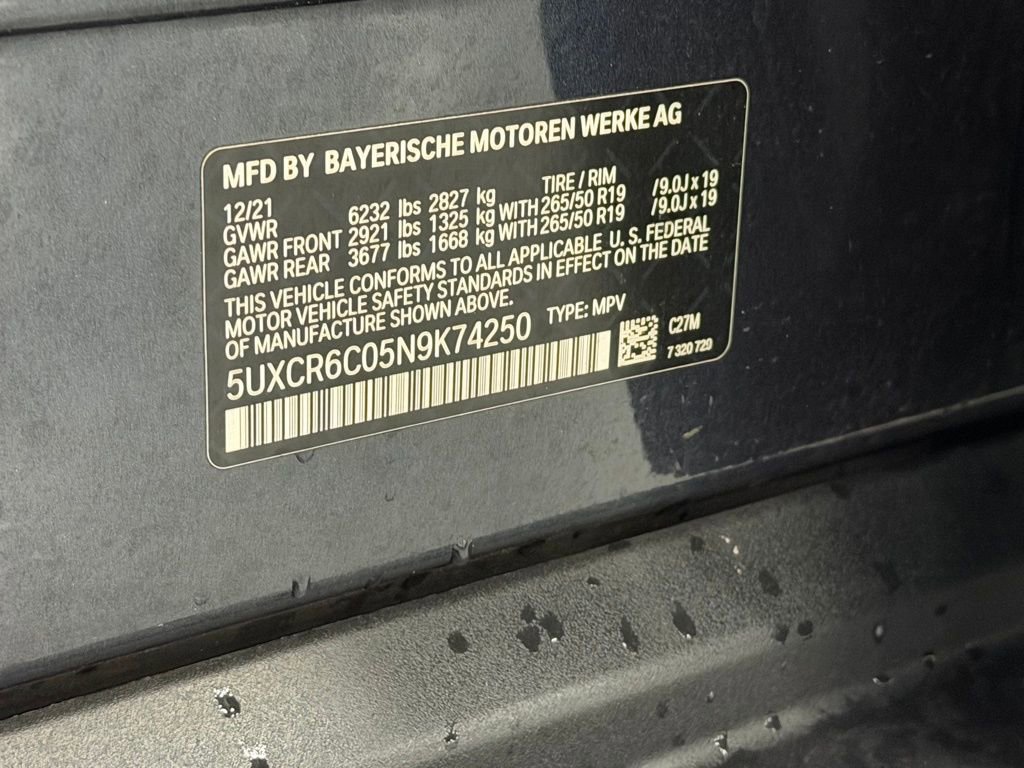 MFD BY BAYERISCHE MOTOREN WERKE AG
12/21 TIRE / RIM
GVWR 6232 lbs 2827 kg
GAWR FRONT 2921 lbs 1325 kg WITH 265/50 R19 /9.0J x 19
GAWR REAR 3677 lbs 1668 kg WITH 265/50 R19 /9.0J x 19
THIS VEHICLE CONFORMS TO ALL APPLICABLE U. S. FEDERAL
MOTOR VEHICLE SAFETY STANDARDS IN EFFECT ON THE DATE
OF MANUFACTURE SHOWN ABOVE.
5UXCR6C05N9K74250 TYPE: MPV
C27M
7 320 729